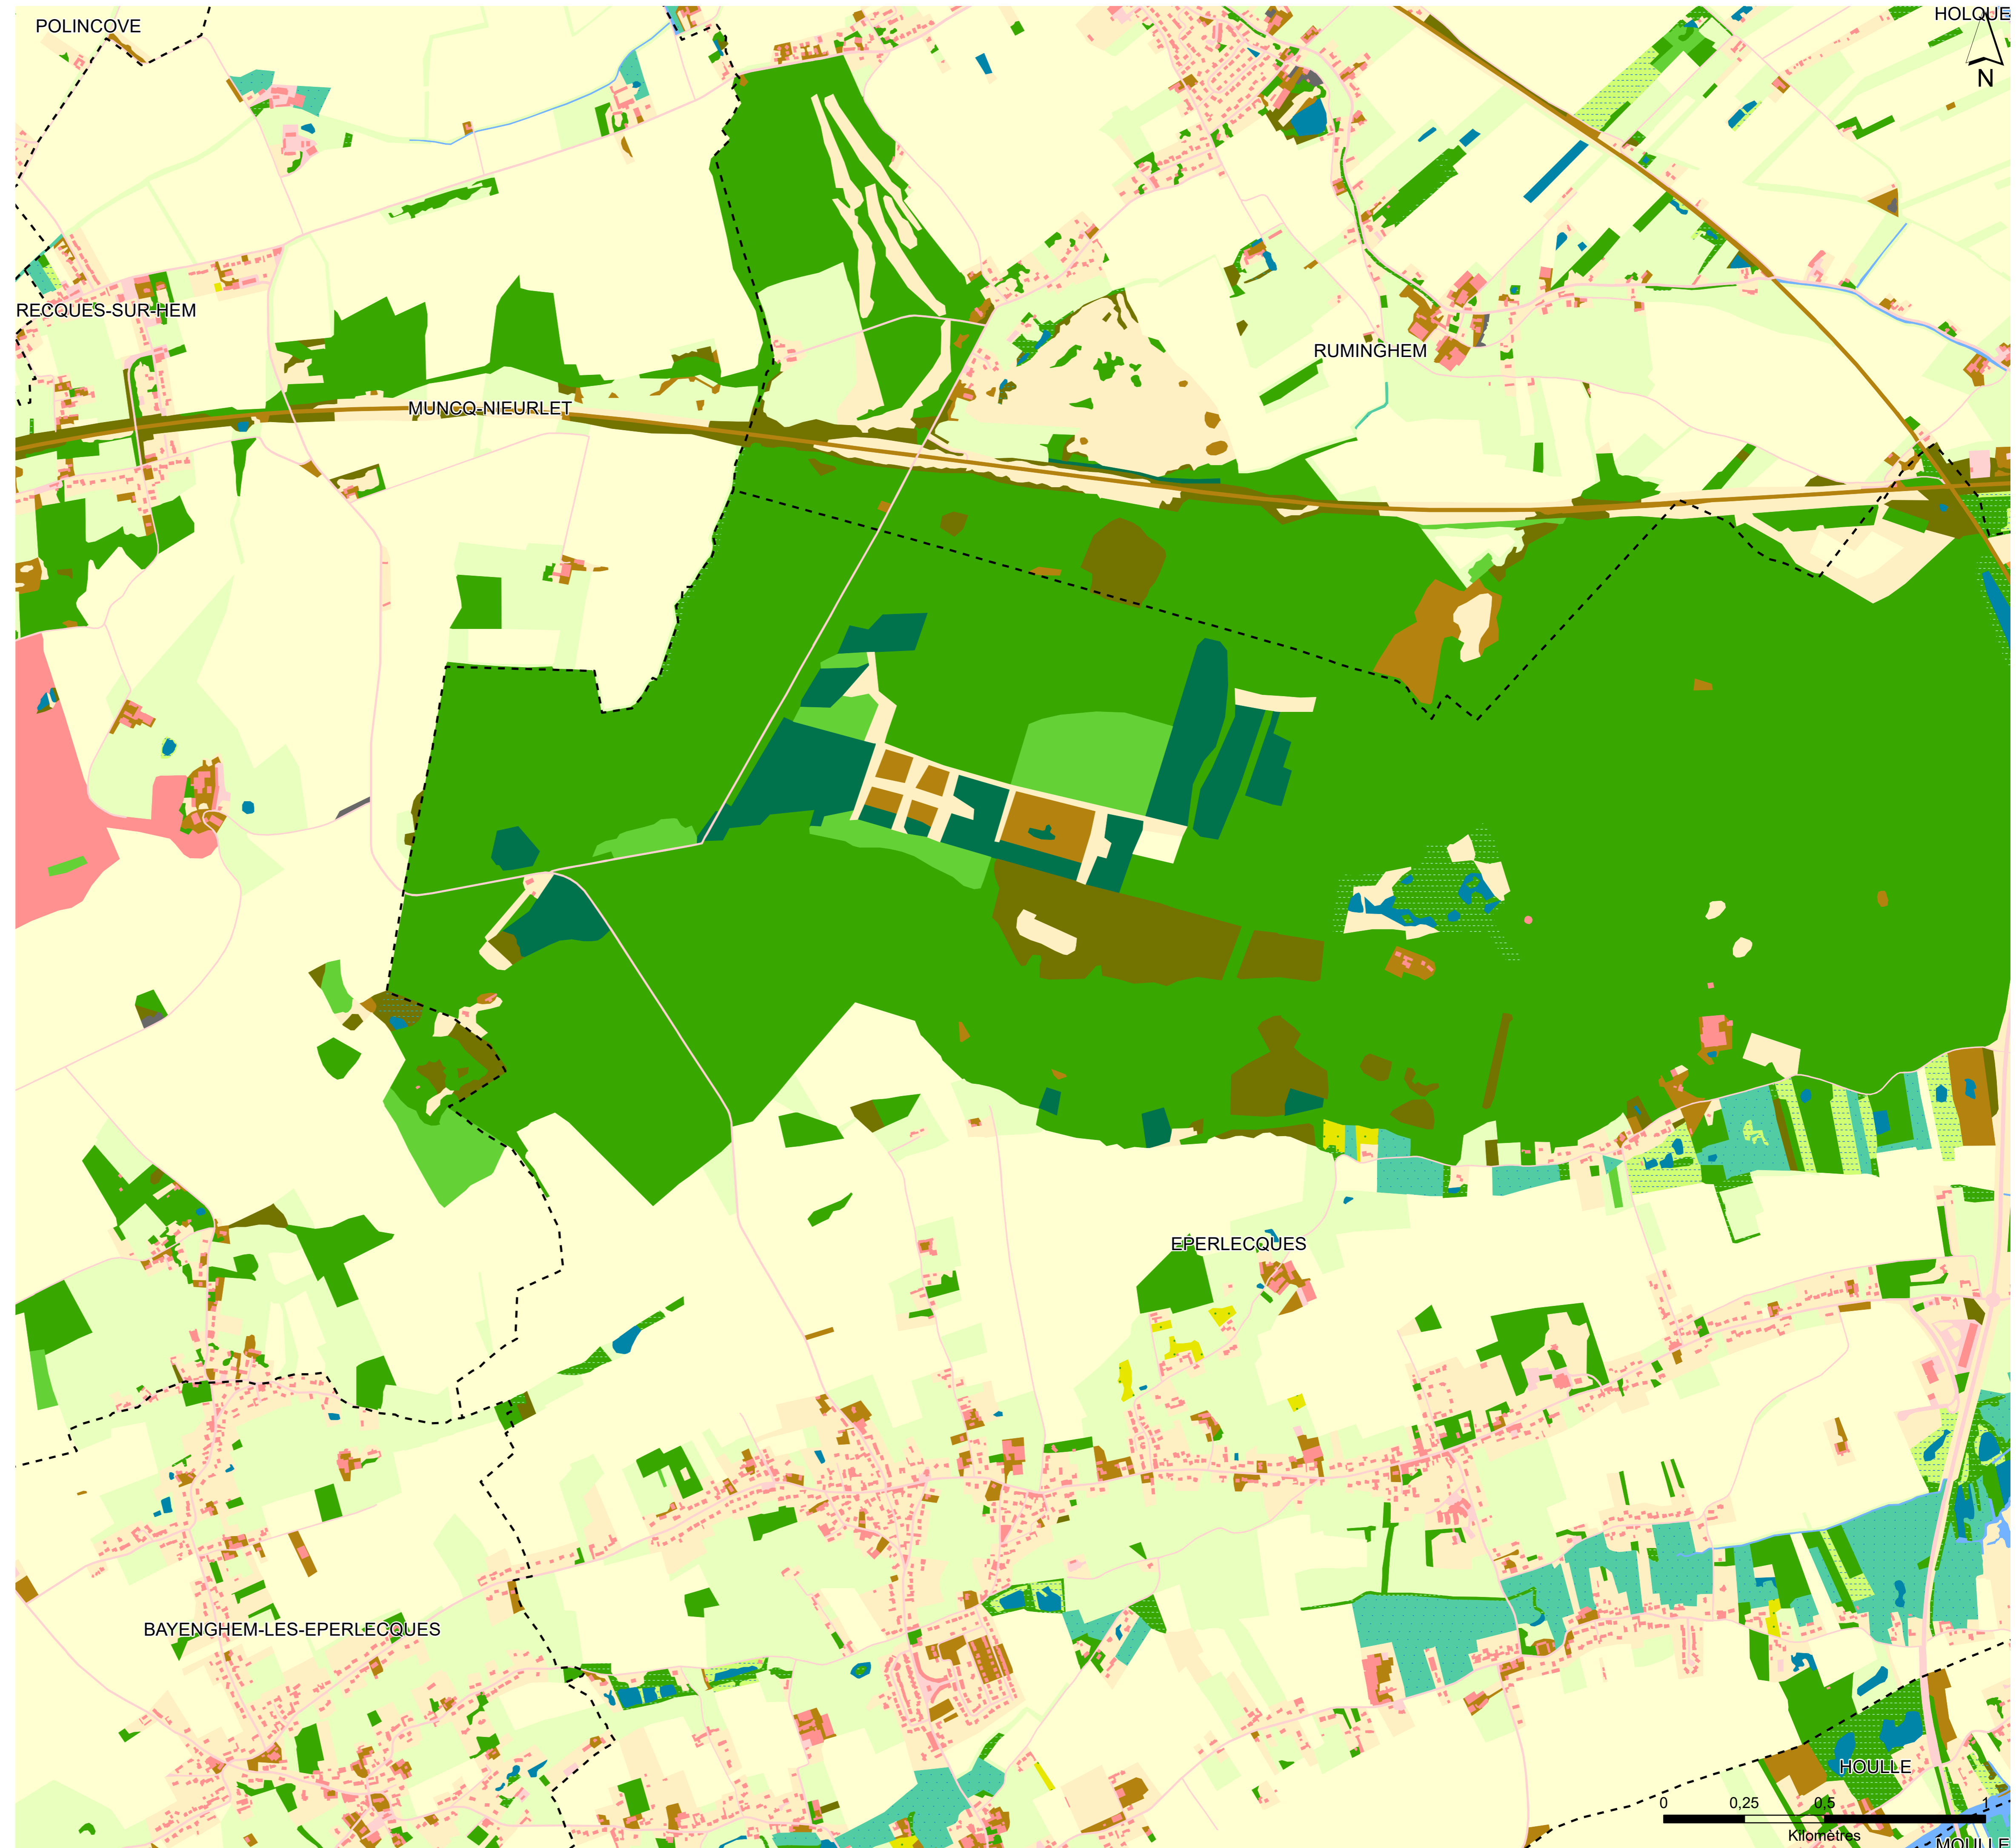 POLINCOVE
HOLQUE
N
RECQUES-SUR-HEM
RUMINGHEM
MUNCQ-NIEURLET
EPERLECQUES
BAYENGHEM-LES-EPERLECQUES
HOULLE
0 0,25 0,5 1
Kilomètres
MOULLE